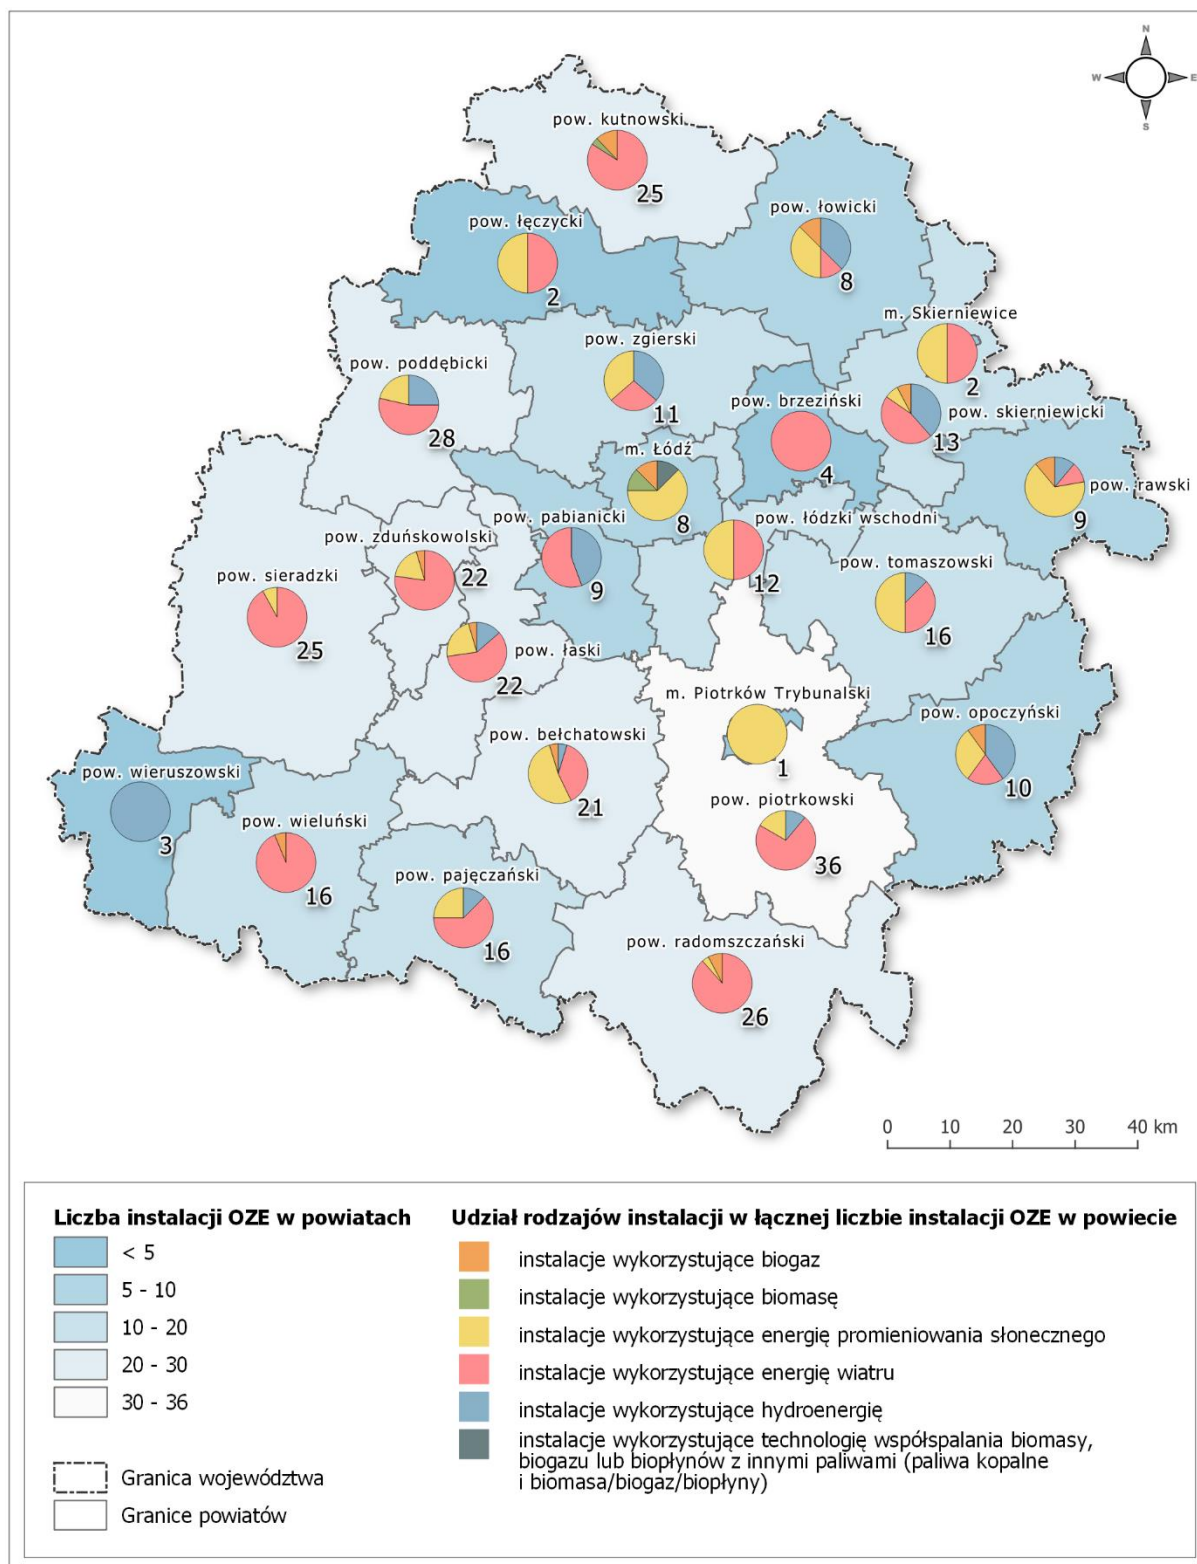 N
W
E
S
pow. kutnowski
25
pow. łowicki
8
pow. łęczycki
2
m. Skierniewice
2
pow. zgierski
11
pow. poddębicki
28
pow. brzeziński
4
pow. skierniewicki
13
m. Łódź
8
pow. rawski
9
pow. pabianicki
9
pow. łódzki wschodni
12
pow. zduńskowolski
22
pow. tomaszowski
16
pow. sieradzki
25
pow. łaski
22
m. Piotrków Trybunalski
1
pow. opoczyński
10
pow. bełchatowski
21
pow. wieruszowski
3
pow. piotrkowski
36
pow. wieluński
16
pow. pajęczański
16
pow. radomszczański
26
0 10 20 30 40 km
Liczba instalacji OZE w powiatach
< 5
5 - 10
10 - 20
20 - 30
30 - 36
Granica województwa
Granice powiatów
Udział rodzajów instalacji w łącznej liczbie instalacji OZE w powiecie
instalacje wykorzystujące biogaz
instalacje wykorzystujące biomasę
instalacje wykorzystujące energię promieniowania słonecznego
instalacje wykorzystujące energię wiatru
instalacje wykorzystujące hydroenergię
instalacje wykorzystujące technologię współspalania biomasy,
biogazu lub biopłynów z innymi paliwami (paliwa kopalne
i biomasa/biogaz/biopłyny)